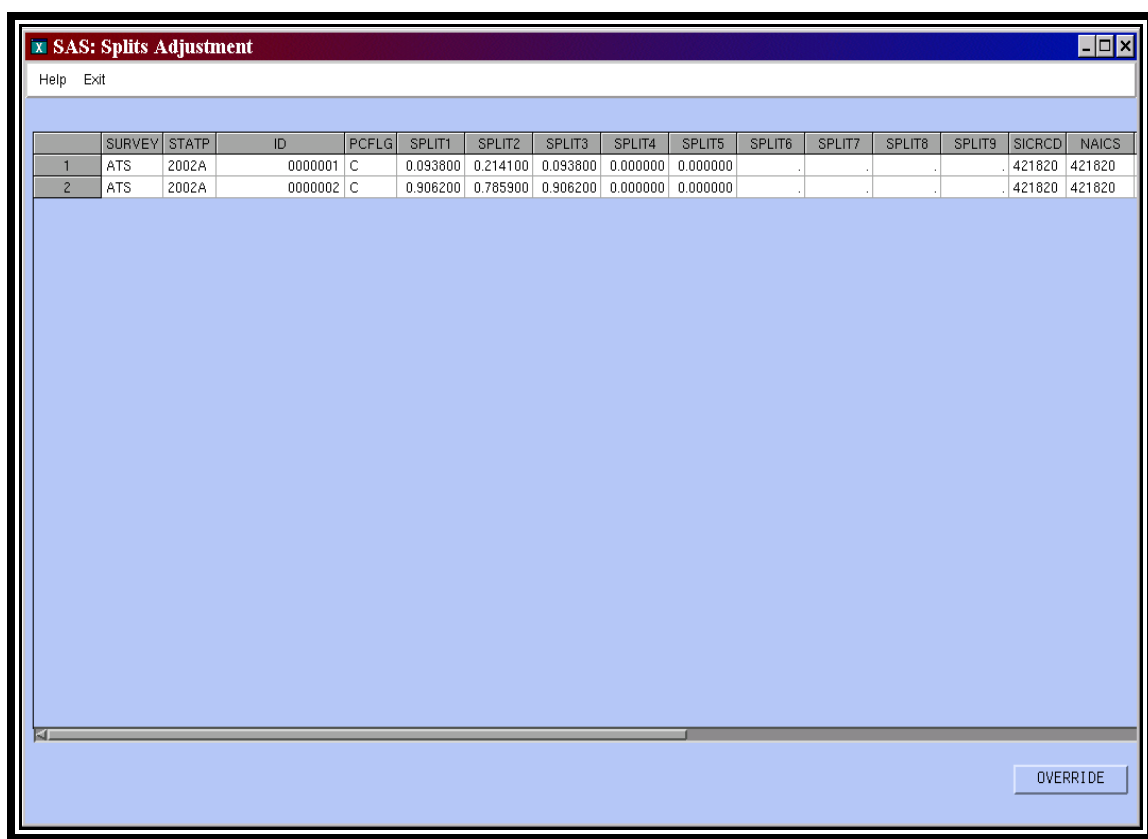 X SAS: Splits Adjustment
Help Exit
SURVEY STATP ID PCFLG SPLIT1 SPLIT2 SPLIT3 SPLIT4 SPLIT5 SPLIT6 SPLIT7 SPLIT8 SPLIT9 SICRCD NAICS
1 ATS 2002A 0000001 C 0.093800 0.214100 0.093800 0.000000 0.000000 . . . . 421820 421820
2 ATS 2002A 0000002 C 0.906200 0.785900 0.906200 0.000000 0.000000 . . . . 421820 421820
OVERRIDE